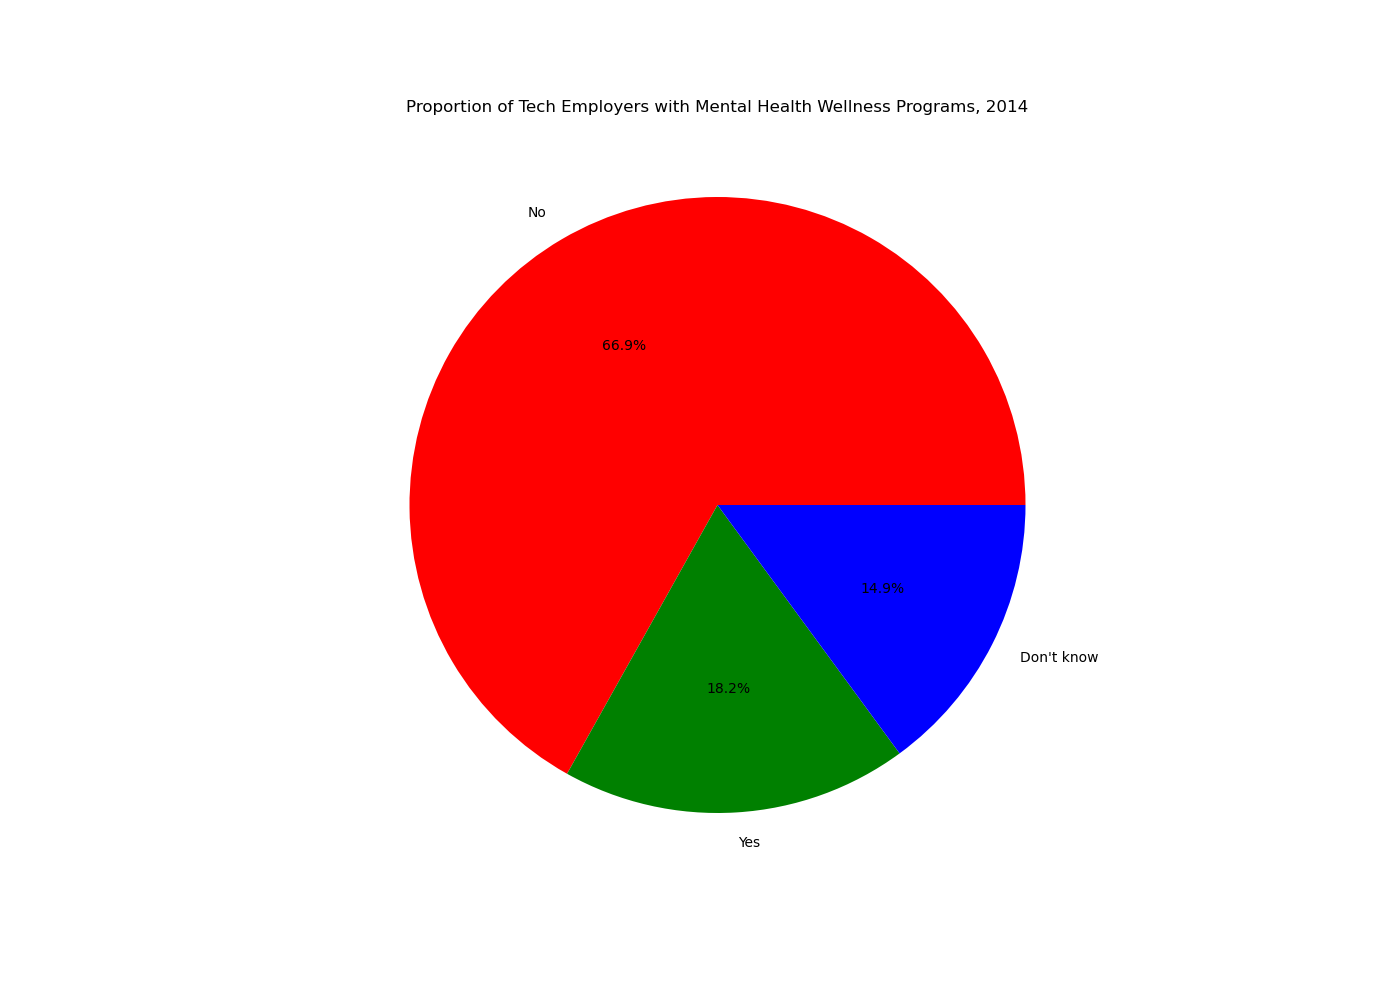 Proportion of Tech Employers with Mental Health Wellness Programs, 2014
No
66.9%
14.9%
Don't know
18.2%
Yes